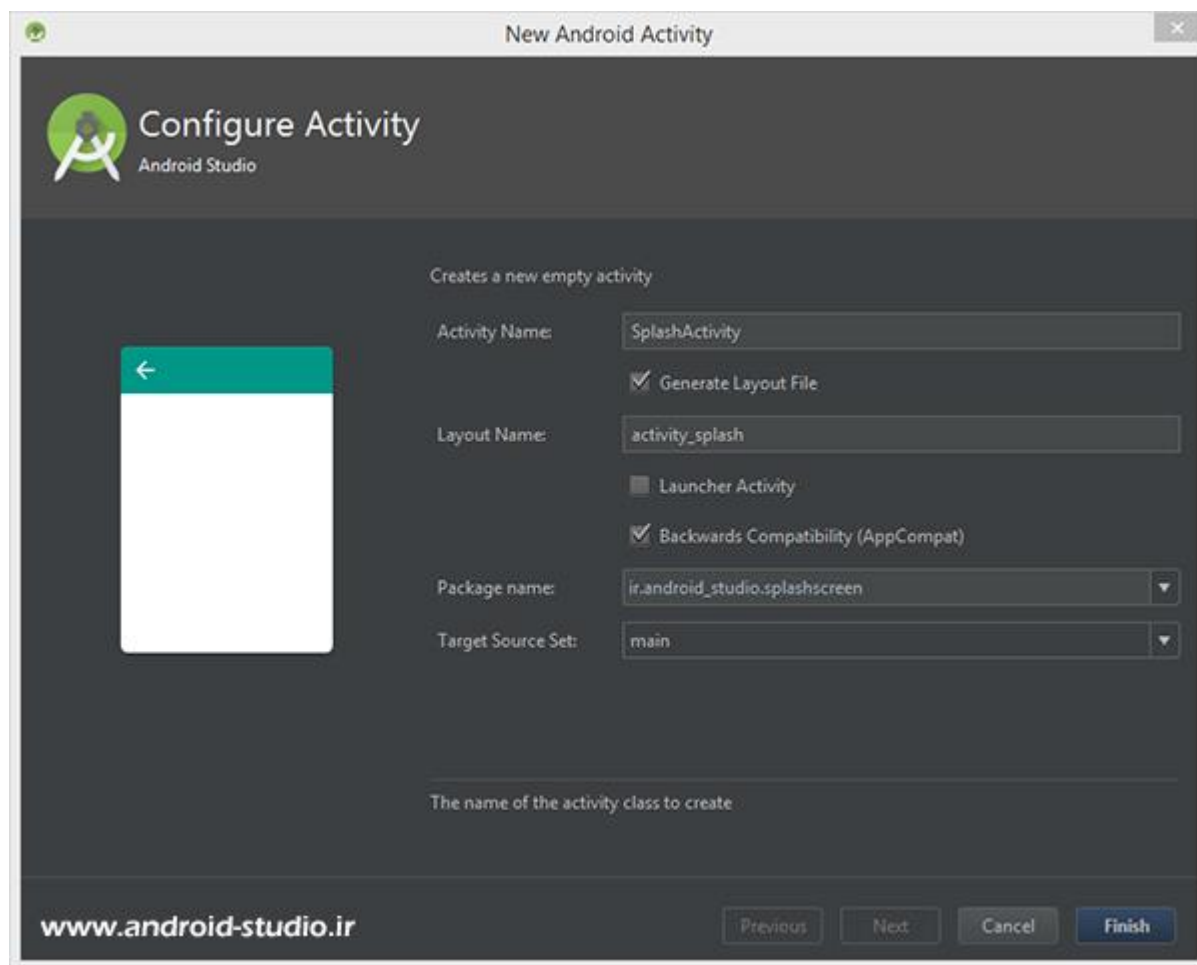 New Android Activity
Configure Activity
Android Studio
Creates a new empty activity
Activity Name: SplashActivity
Generate Layout File
Layout Name: activity_splash
Launcher Activity
Backwards Compatibility (AppCompat)
Package name: ir.android_studio.splashscreen
Target Source Set: main
The name of the activity class to create
www.android-studio.ir
Previous Next Cancel Finish